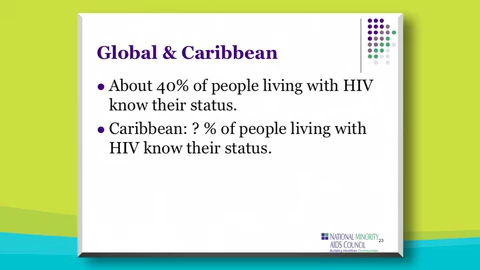 Global & Caribbean
● About 40% of people living with HIV
know their status.
● Caribbean: ? % of people living with
HIV know their status.
NATIONAL MINORITY
AIDS COUNCIL
23